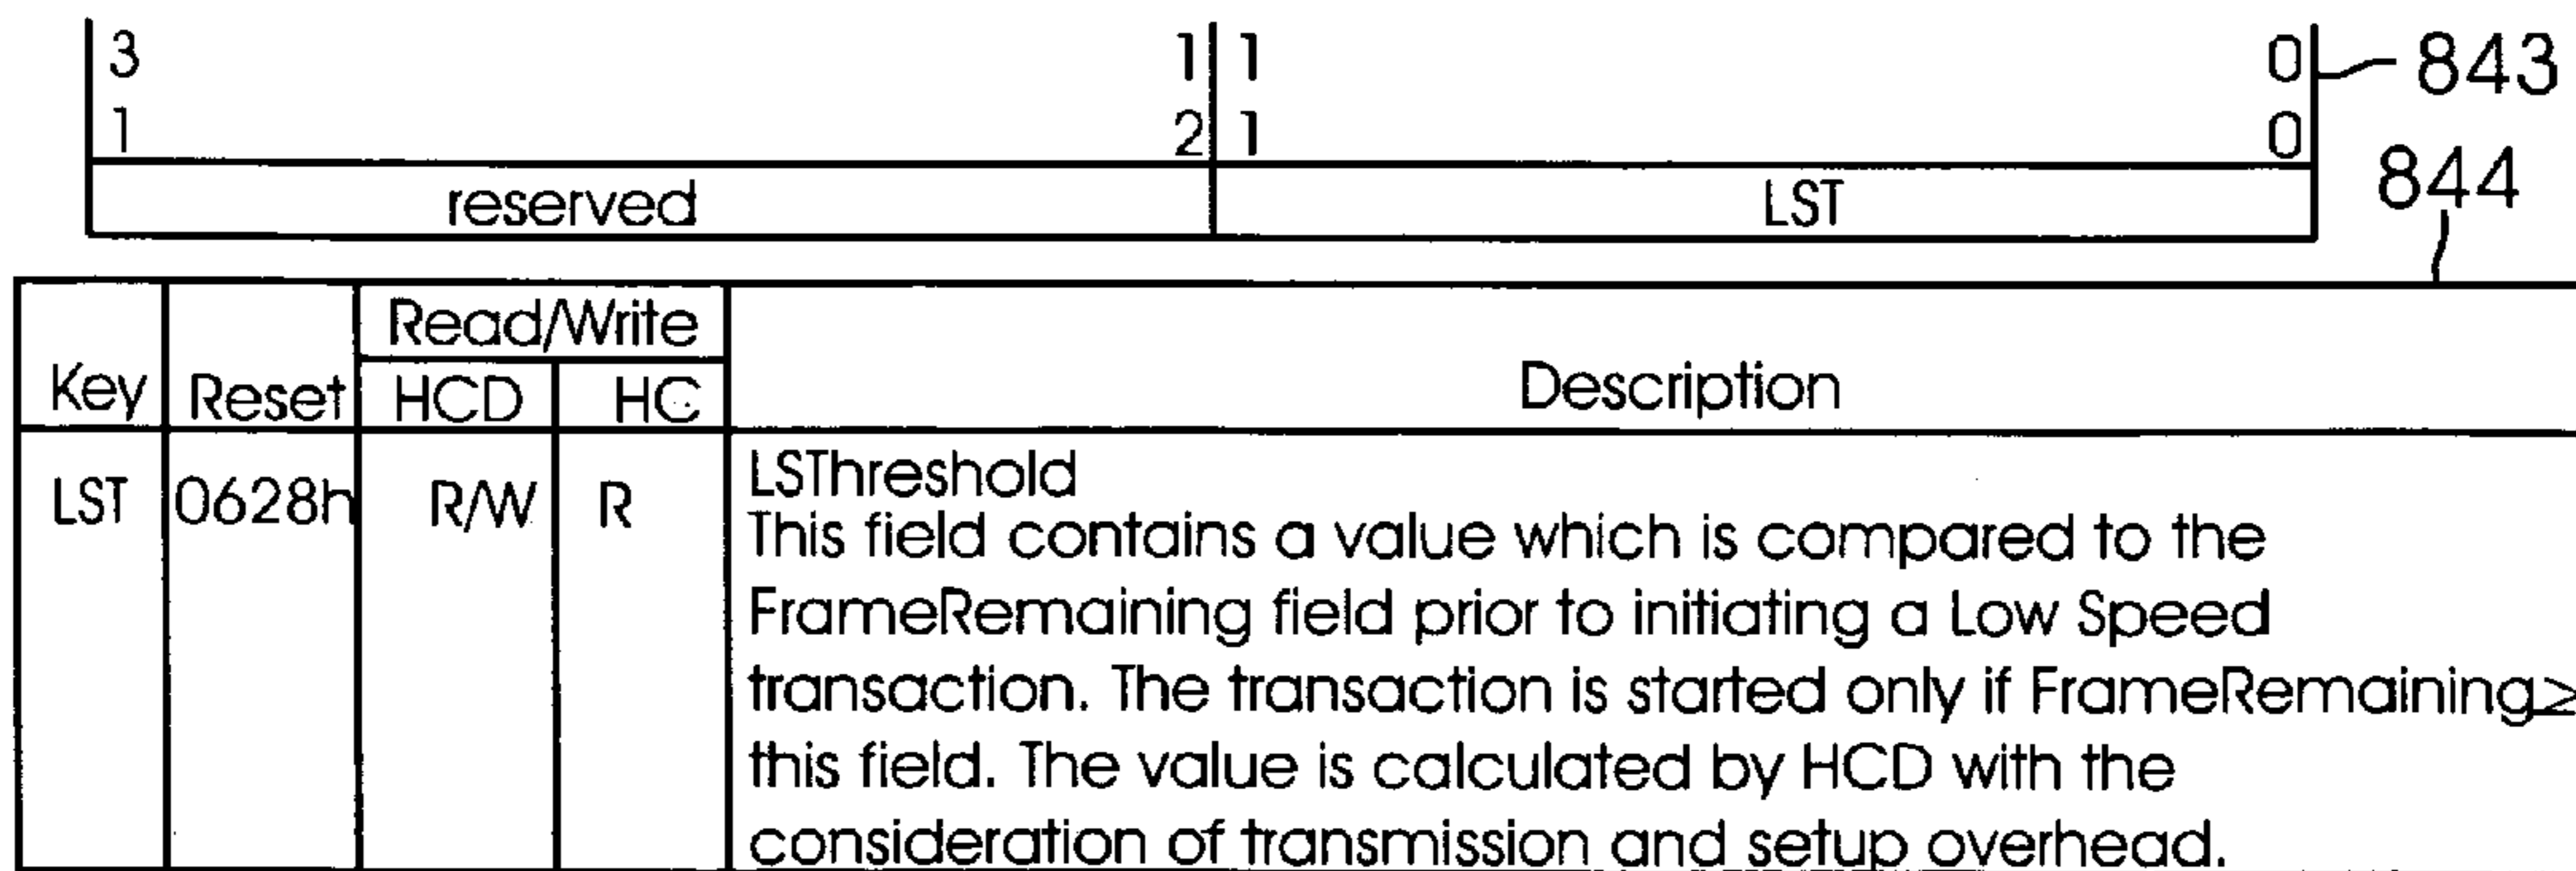 3 1 1 0 843
1 2 1 0
reserved LST 844
Read/Write
Key Reset HCD HC Description
LSThreshold
LST 0628h R/W R
This field contains a value which is compared to the
FrameRemaining field prior to initiating a Low Speed
transaction. The transaction is started only if FrameRemaining≥
this field. The value is calculated by HCD with the
consideration of transmission and setup overhead.